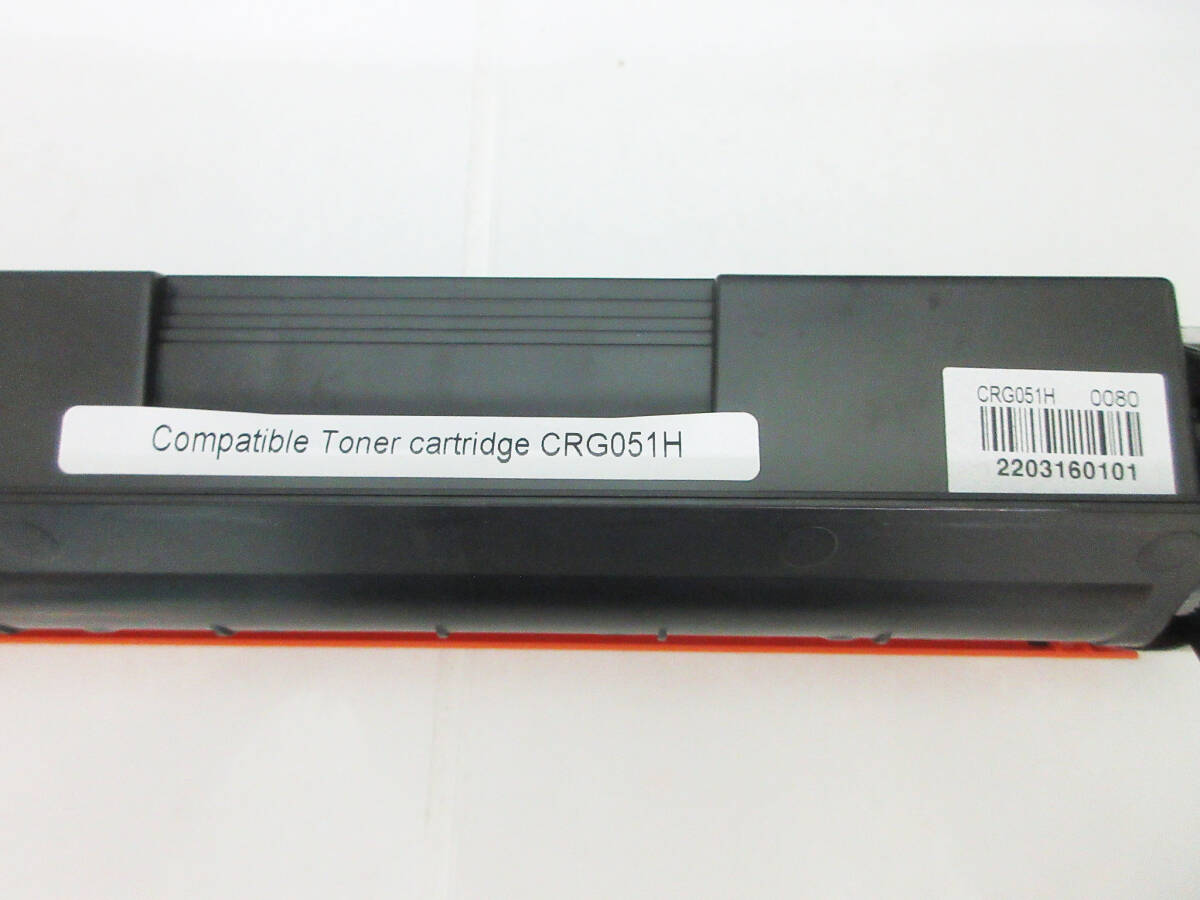 Compatible Toner cartridge CRG051H
CRG051H 0080
2203160101